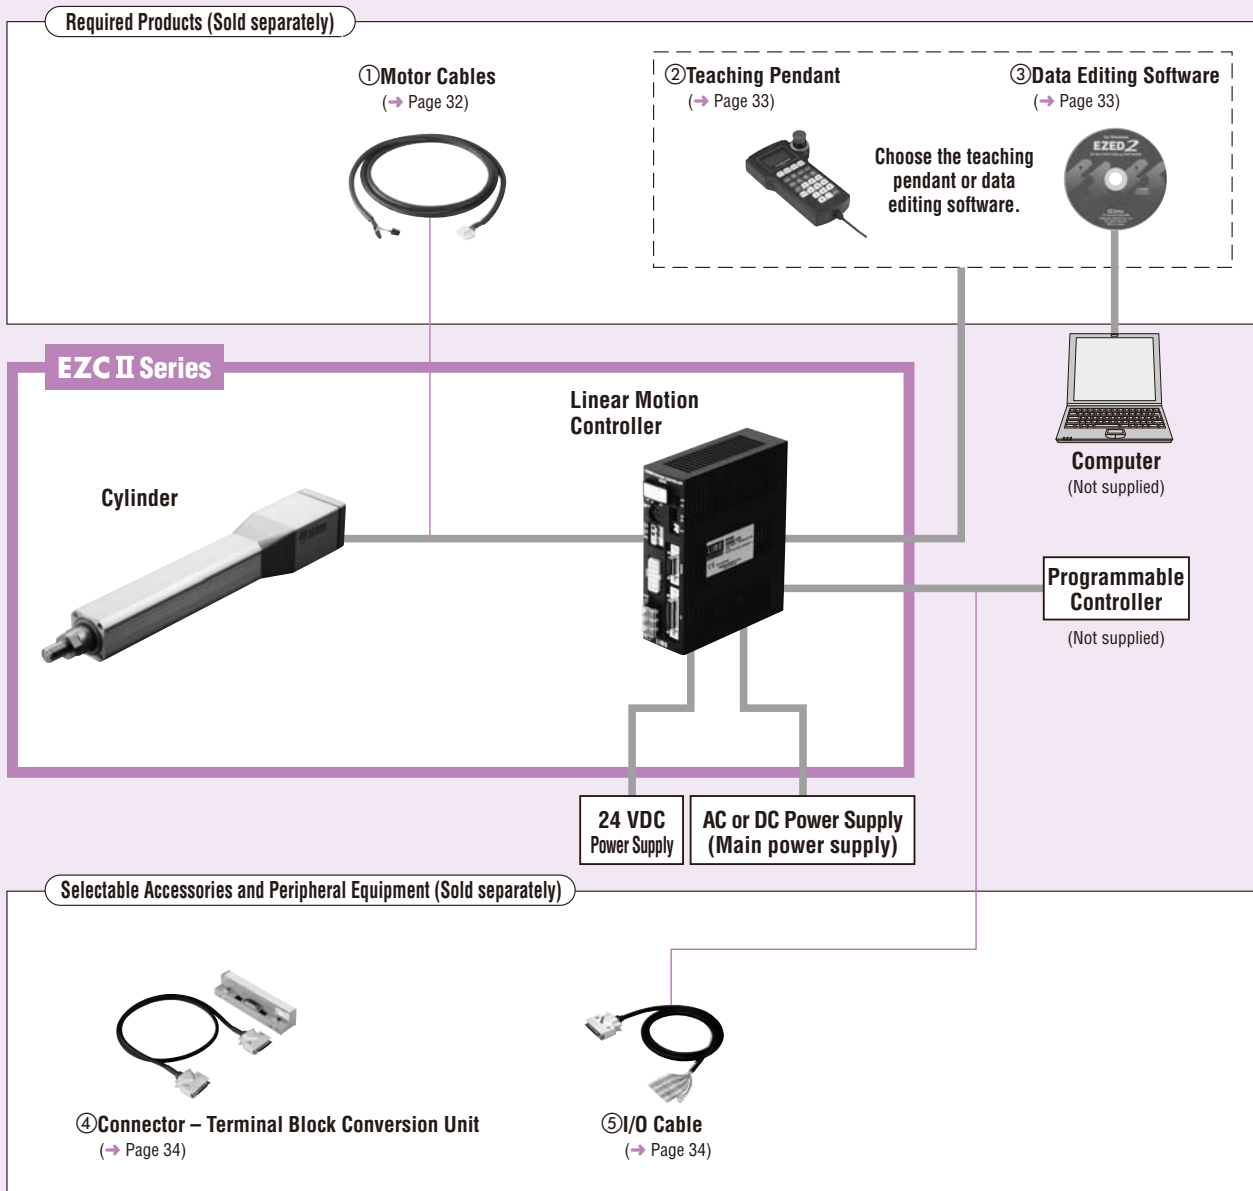 Required Products (Sold separately)
①Motor Cables
(→ Page 32)
②Teaching Pendant
(→ Page 33)
③Data Editing Software
(→ Page 33)
Choose the teaching
pendant or data
editing software.
EZED2
EZC II Series
Linear Motion
Controller
Cylinder
Computer
(Not supplied)
Programmable
Controller
(Not supplied)
24 VDC
Power Supply
AC or DC Power Supply
(Main power supply)
Selectable Accessories and Peripheral Equipment (Sold separately)
④Connector – Terminal Block Conversion Unit
(→ Page 34)
⑤I/O Cable
(→ Page 34)